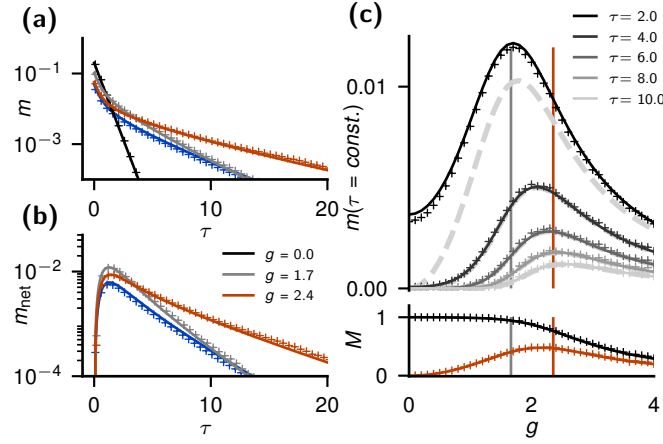 (a)
10⁻¹
10⁻³
m
0
10
20
τ
(b)
10⁻²
10⁻⁴
m_net
g = 0.0
g = 1.7
g = 2.4
0
10
20
τ
(c)
τ = 2.0
τ = 4.0
τ = 6.0
τ = 8.0
τ = 10.0
0.01
0.00
m(τ = const.)
1
0
M
0
2
4
g